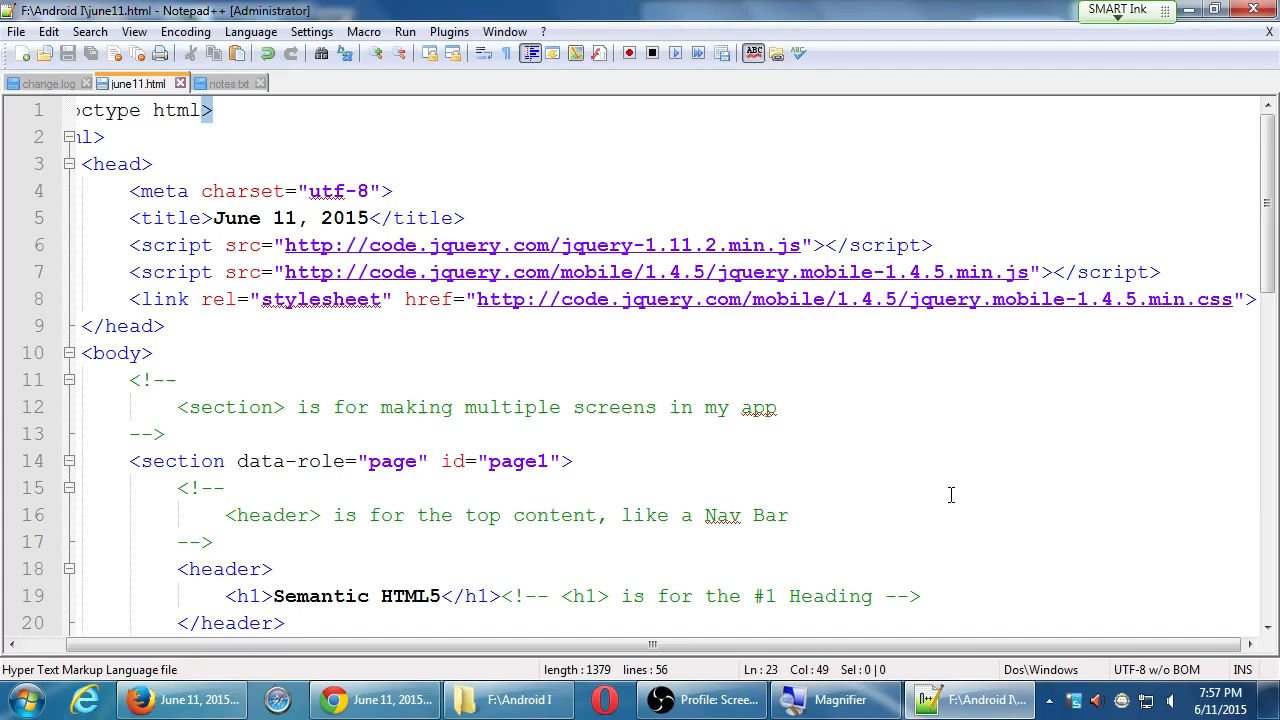 F:\Android I\june11.html - Notepad++ [Administrator]
SMART Ink
File Edit Search View Encoding Language Settings Macro Run Plugins Window ?
X
ABC ABC
change.log june11.html notes.txt
1 octype html>
2 ml>
3 <head>
4 <meta charset="utf-8">
5 <title>June 11, 2015</title>
6 <script src="http://code.jquery.com/jquery-1.11.2.min.js"></script>
7 <script src="http://code.jquery.com/mobile/1.4.5/jquery.mobile-1.4.5.min.js"></script>
8 <link rel="stylesheet" href="http://code.jquery.com/mobile/1.4.5/jquery.mobile-1.4.5.min.css">
9 </head>
10 <body>
11 <!--
12 <section> is for making multiple screens in my app
13 -->
14 <section data-role="page" id="page1">
15 <!--
16 <header> is for the top content, like a Nav Bar
17 -->
18 <header>
19 <h1>Semantic HTML5</h1><!-- <h1> is for the #1 Heading -->
20 </header>
Hyper Text Markup Language file length : 1379 lines : 56 Ln : 23 Col : 49 Sel : 0 | 0 Dos\Windows UTF-8 w/o BOM INS
June 11, 2015... June 11, 2015... F:\Android I Profile: Scree... Magnifier F:\Android I\... 7:57 PM
6/11/2015